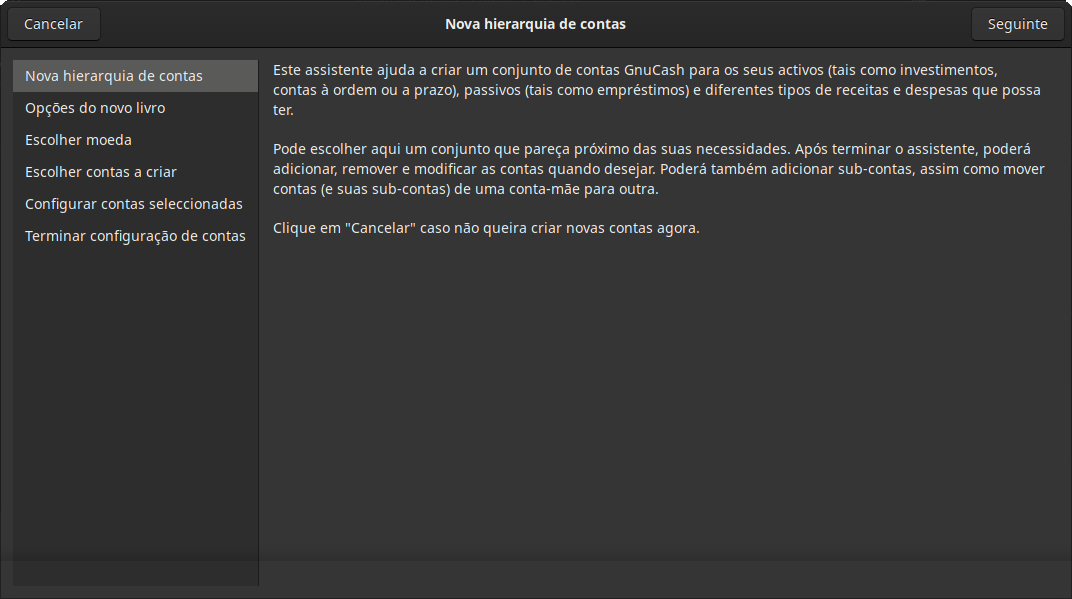 Cancelar
Nova hierarquia de contas
Seguinte
Nova hierarquia de contas
Opções do novo livro
Escolher moeda
Escolher contas a criar
Configurar contas seleccionadas
Terminar configuração de contas
Este assistente ajuda a criar um conjunto de contas GnuCash para os seus activos (tais como investimentos,
contas à ordem ou a prazo), passivos (tais como empréstimos) e diferentes tipos de receitas e despesas que possa
ter.
Pode escolher aqui um conjunto que pareça próximo das suas necessidades. Após terminar o assistente, poderá
adicionar, remover e modificar as contas quando desejar. Poderá também adicionar sub-contas, assim como mover
contas (e suas sub-contas) de uma conta-mãe para outra.
Clique em "Cancelar" caso não queira criar novas contas agora.